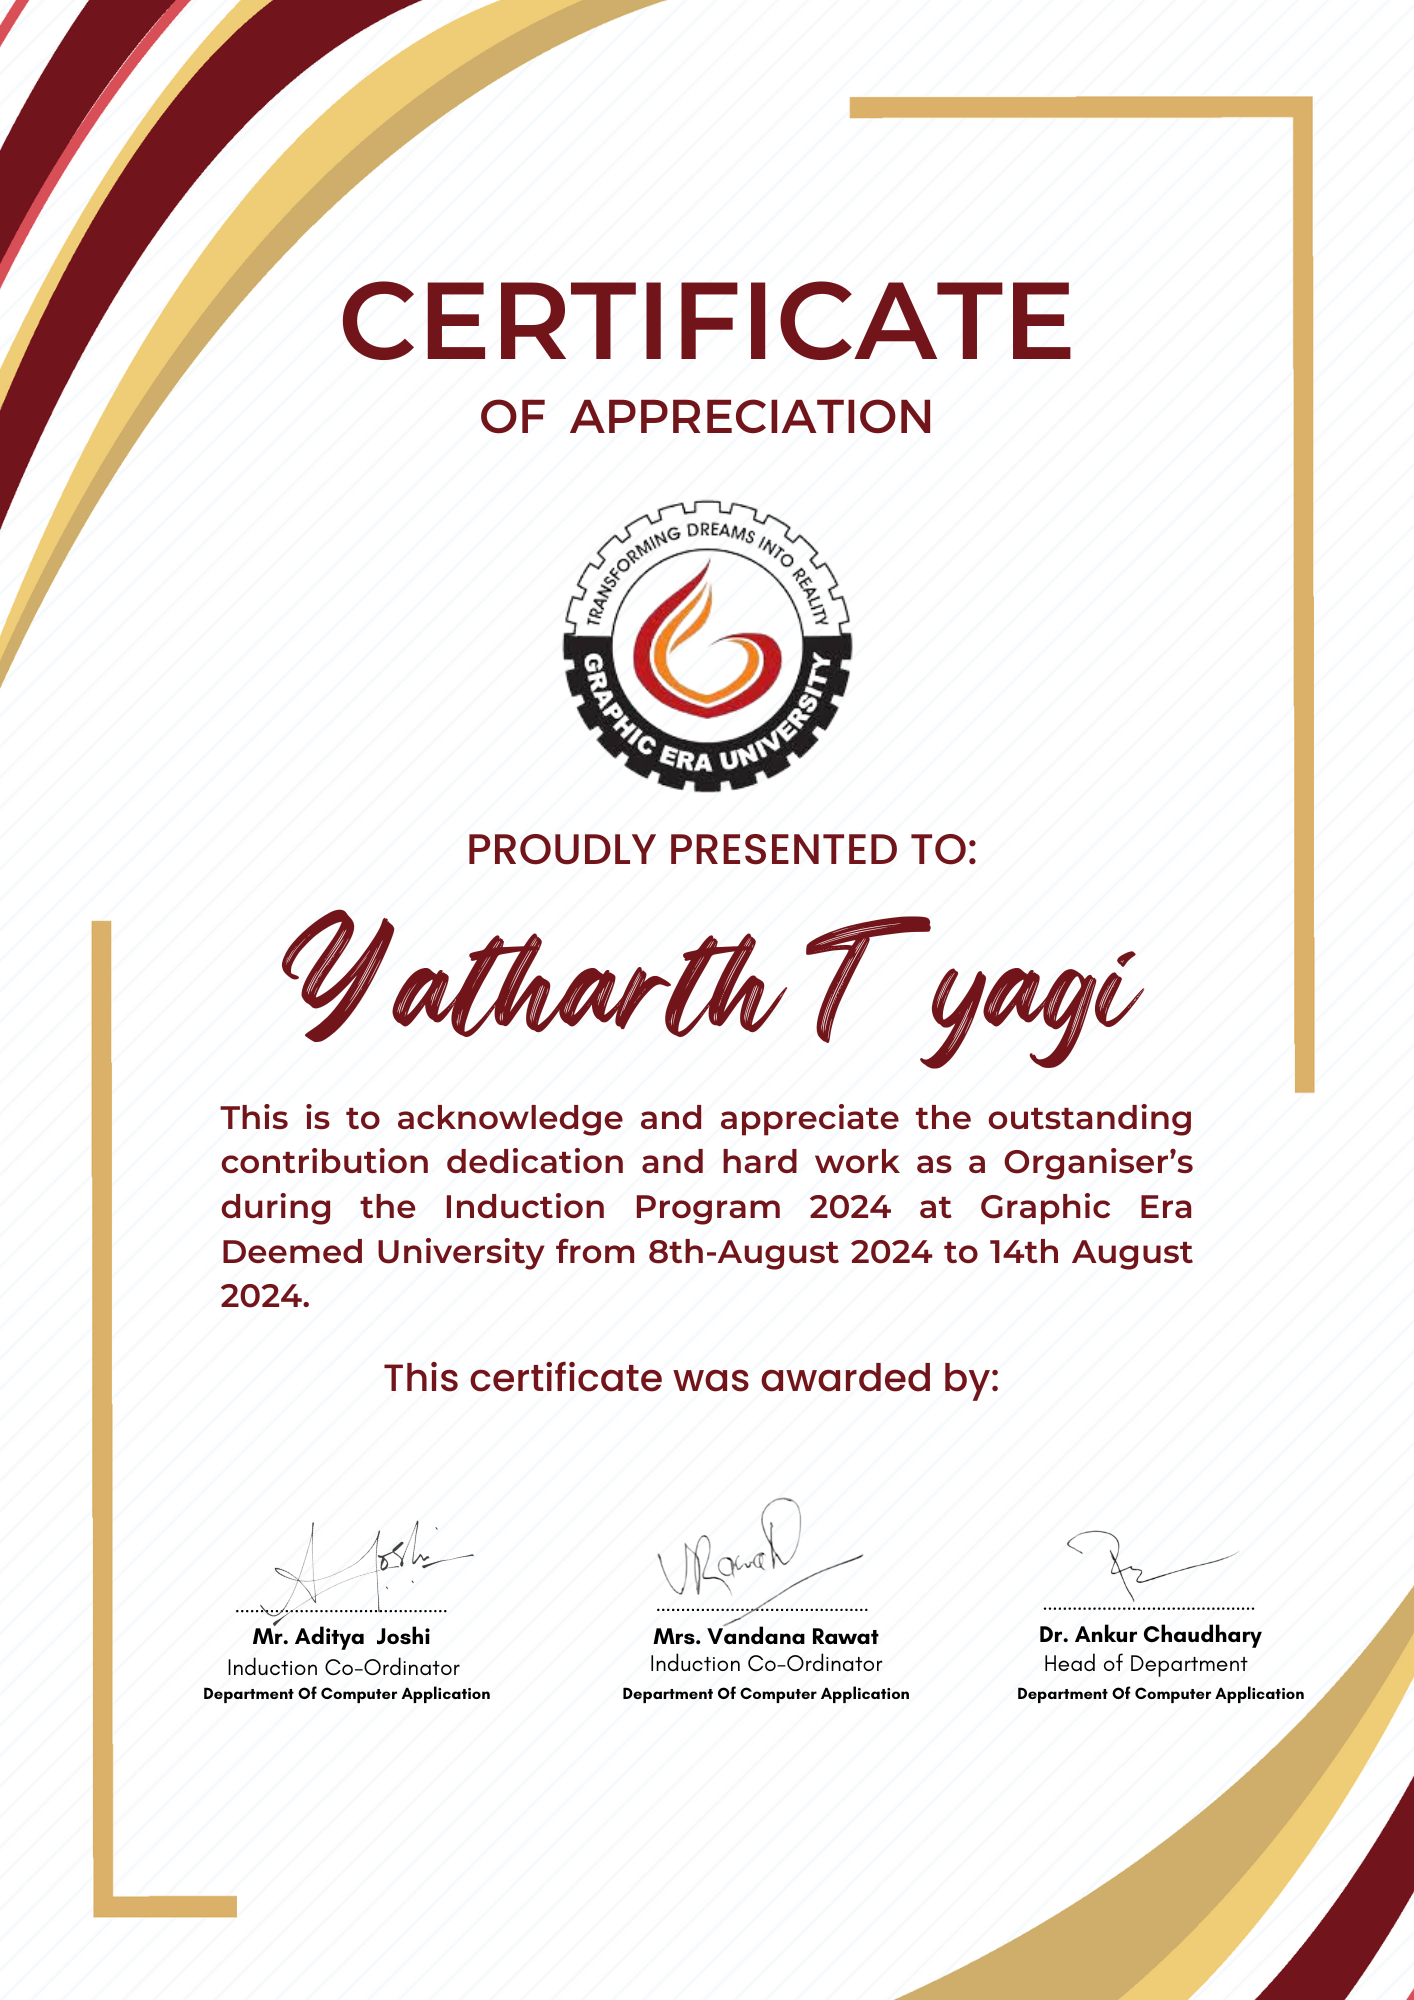 CERTIFICATE
OF APPRECIATION
TRANSFORMING DREAMS INTO REALITY
GRAPHIC ERA UNIVERSITY
PROUDLY PRESENTED TO:
Yatharth Tyagi
This is to acknowledge and appreciate the outstanding
contribution dedication and hard work as a Organiser’s
during the Induction Program 2024 at Graphic Era
Deemed University from 8th-August 2024 to 14th August
2024.
This certificate was awarded by:
A Joshi
VRawat
Mr. Aditya Joshi
Induction Co-Ordinator
Department Of Computer Application
Mrs. Vandana Rawat
Induction Co-Ordinator
Department Of Computer Application
Dr. Ankur Chaudhary
Head of Department
Department Of Computer Application